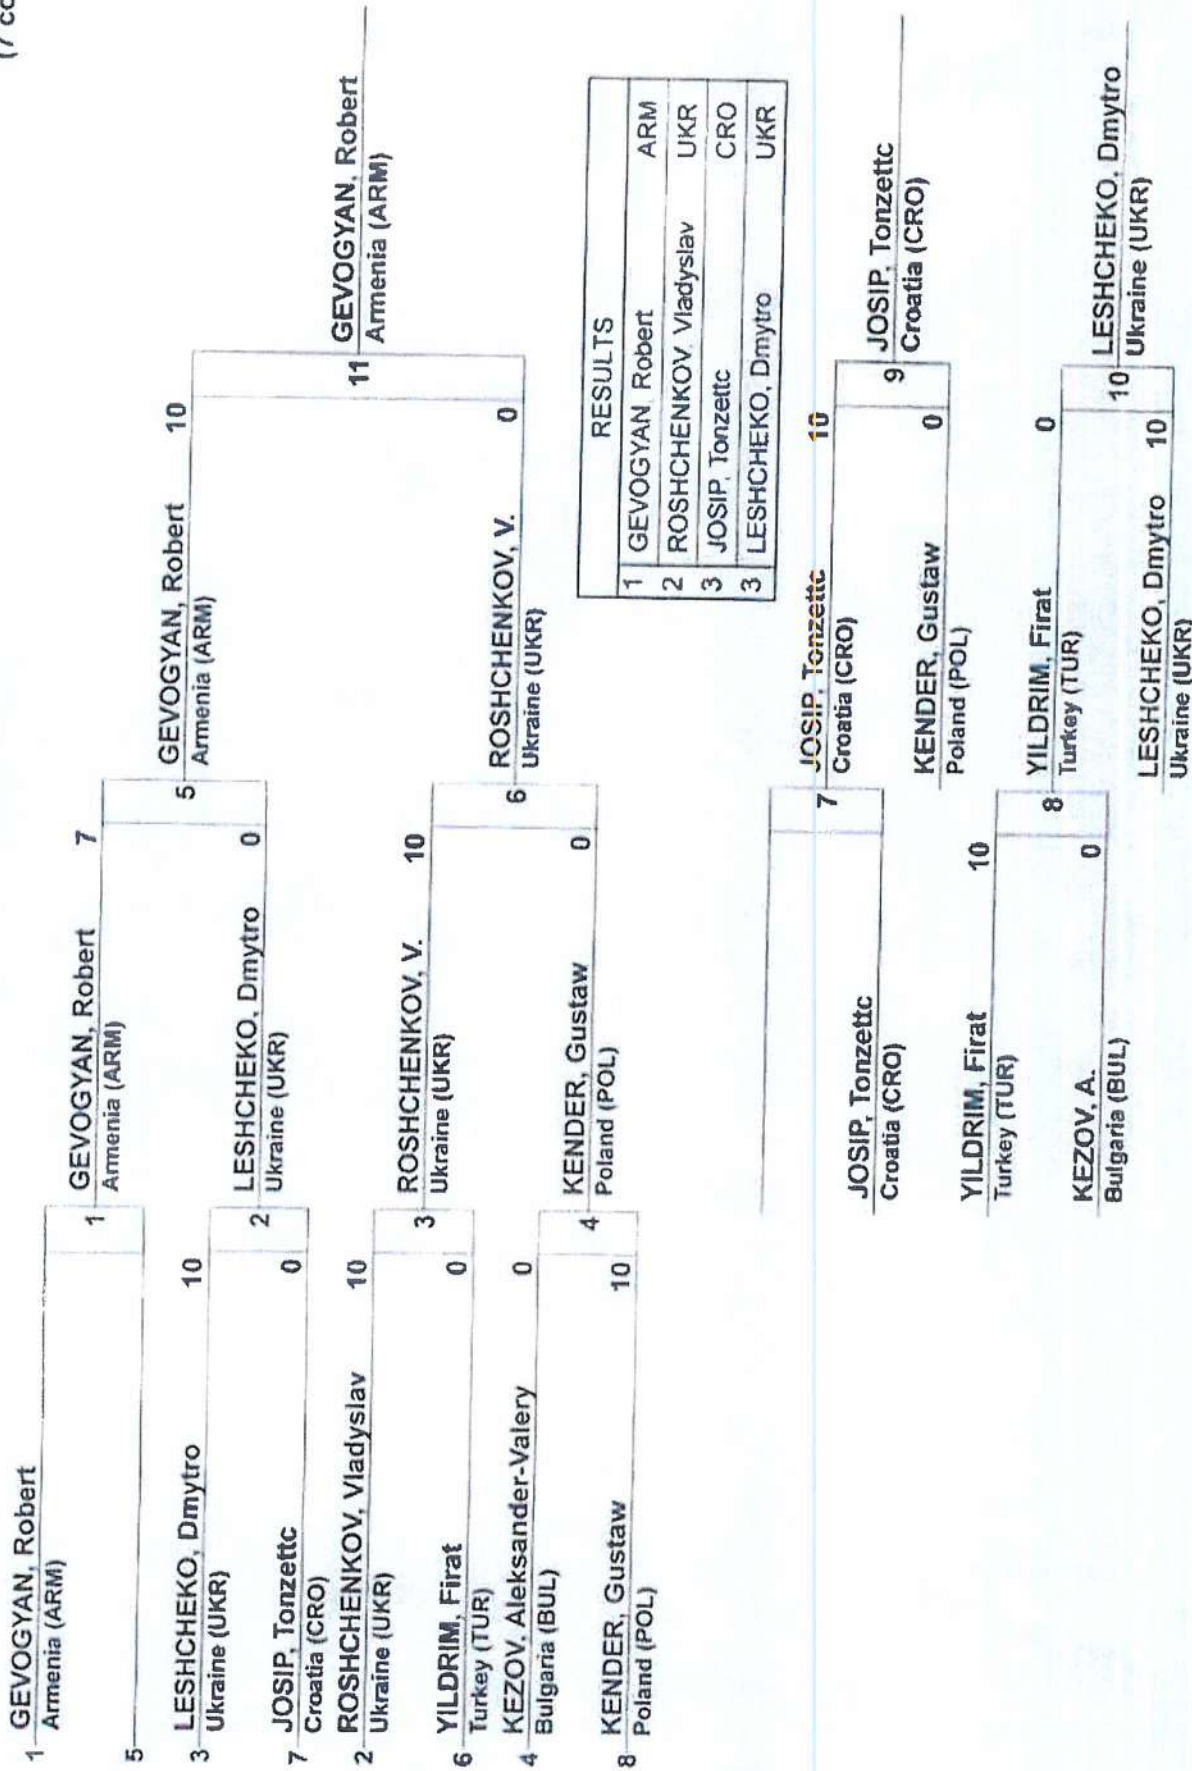 (7 co
1 GEVOGYAN, Robert
Armenia (ARM)
5
3 LESHCHEKO, Dmytro 10
Ukraine (UKR)
7 JOSIP, Tonzettc 0
Croatia (CRO)
2 ROSHCHENKOV, Vladyslav 10
Ukraine (UKR)
6 YILDRIM, Firat 0
Turkey (TUR)
4 KEZOV, Aleksander-Valery 0
Bulgaria (BUL)
8 KENDER, Gustaw 10
Poland (POL)
1 GEVOGYAN, Robert 7
Armenia (ARM)
2 LESHCHEKO, Dmytro 0
Ukraine (UKR)
3 ROSHCHENKOV, V. 10
Ukraine (UKR)
4 KENDER, Gustaw 0
Poland (POL)
5 GEVOGYAN, Robert 10
Armenia (ARM)
6 ROSHCHENKOV, V. 0
Ukraine (UKR)
11 GEVOGYAN, Robert
Armenia (ARM)
RESULTS
1 GEVOGYAN, Robert ARM
2 ROSHCHENKOV, Vladyslav UKR
3 JOSIP, Tonzettc CRO
3 LESHCHEKO, Dmytro UKR
JOSIP, Tonzettc
Croatia (CRO)
YILDRIM, Firat 10
Turkey (TUR)
KEZOV, A. 0
Bulgaria (BUL)
7 JOSIP, Tonzettc 10
Croatia (CRO)
KENDER, Gustaw 0
Poland (POL)
8 YILDRIM, Firat 0
Turkey (TUR)
LESHCHEKO, Dmytro 10
Ukraine (UKR)
9 JOSIP, Tonzettc
Croatia (CRO)
10 LESHCHEKO, Dmytro
Ukraine (UKR)